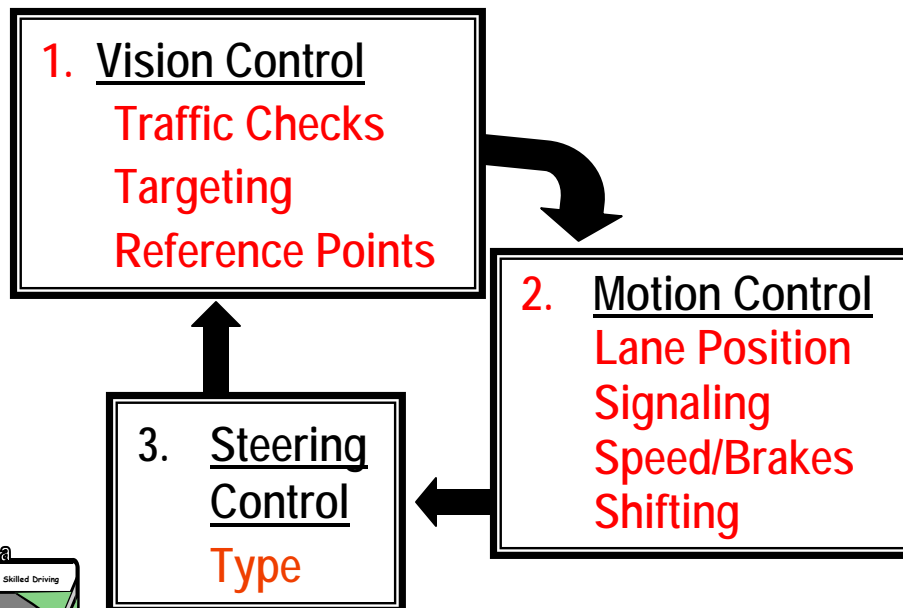 1. Vision Control
Traffic Checks
Targeting
Reference Points
2. Motion Control
Lane Position
Signaling
Speed/Brakes
Shifting
3. Steering
Control
Type
a
Skilled Driving